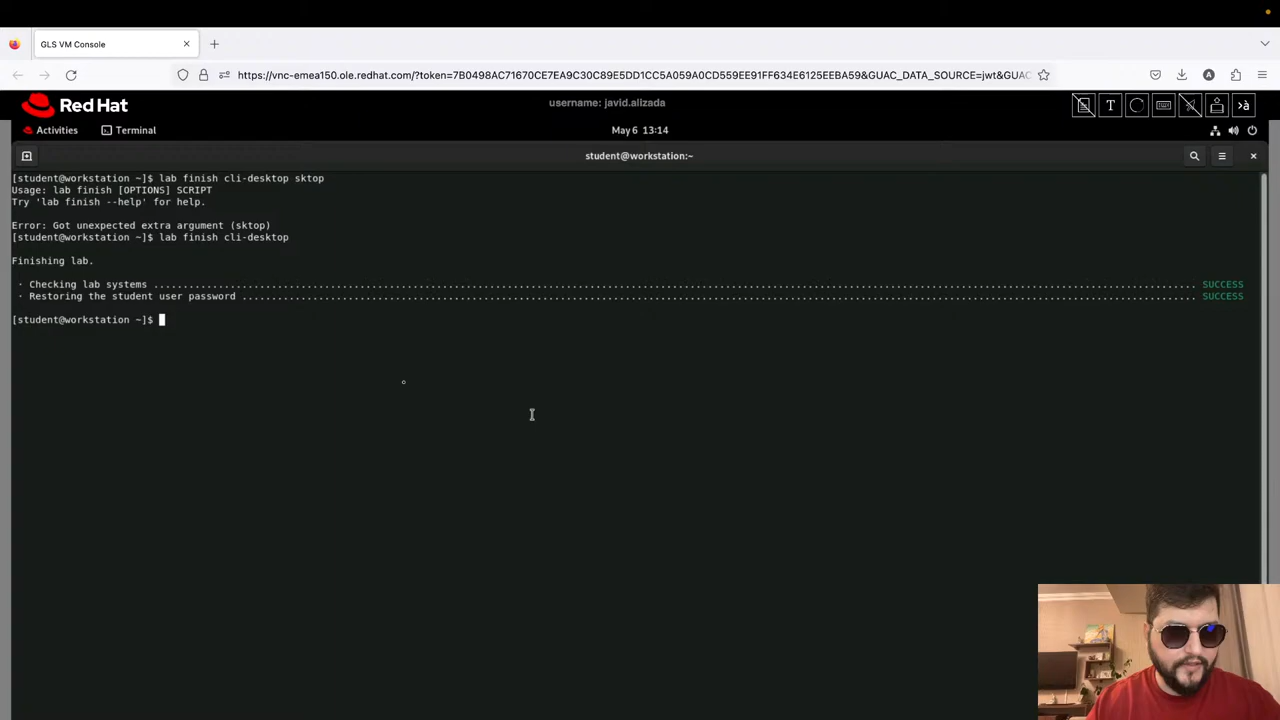 GLS VM Console
https://vnc-emea150.ole.redhat.com/?token=7B0498AC71670CE7EA9C30C89E5DD1CC5A059A0CD559EE91FF634E6125EEBA59&GUAC_DATA_SOURCE=jwt&GUAC
Red Hat
username: javid.alizada
Activities
Terminal
May 6 13:14
student@workstation:~
[student@workstation ~]$ lab finish cli-desktop sktop
Usage: lab finish [OPTIONS] SCRIPT
Try 'lab finish --help' for help.
Error: Got unexpected extra argument (sktop)
[student@workstation ~]$ lab finish cli-desktop
Finishing lab.
· Checking lab systems .......... SUCCESS
· Restoring the student user password .......... SUCCESS
[student@workstation ~]$